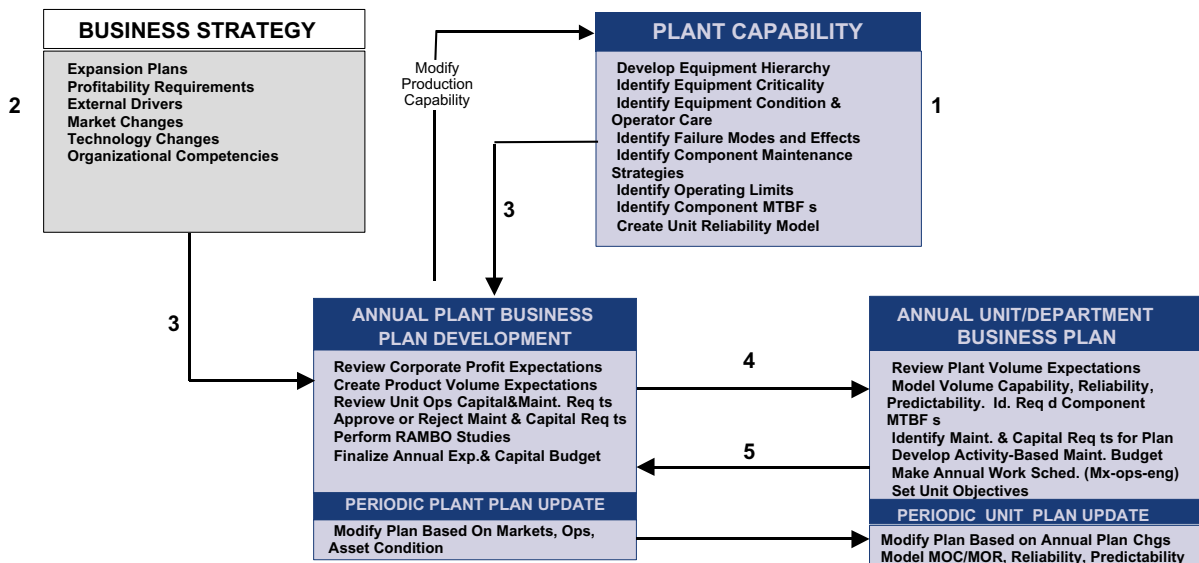 BUSINESS STRATEGY
Expansion Plans
Profitability Requirements
External Drivers
Market Changes
Technology Changes
Organizational Competencies
2
Modify
Production
Capability
PLANT CAPABILITY
Develop Equipment Hierarchy
Identify Equipment Criticality
Identify Equipment Condition &
Operator Care
Identify Failure Modes and Effects
Identify Component Maintenance
Strategies
Identify Operating Limits
Identify Component MTBF s
Create Unit Reliability Model
1
3
3
ANNUAL PLANT BUSINESS
PLAN DEVELOPMENT
Review Corporate Profit Expectations
Create Product Volume Expectations
Review Unit Ops Capital&Maint. Req ts
Approve or Reject Maint & Capital Req ts
Perform RAMBO Studies
Finalize Annual Exp.& Capital Budget
PERIODIC PLANT PLAN UPDATE
Modify Plan Based On Markets, Ops,
Asset Condition
4
5
ANNUAL UNIT/DEPARTMENT
BUSINESS PLAN
Review Plant Volume Expectations
Model Volume Capability, Reliability,
Predictability. Id. Req d Component
MTBF s
Identify Maint. & Capital Req ts for Plan
Develop Activity-Based Maint. Budget
Make Annual Work Sched. (Mx-ops-eng)
Set Unit Objectives
PERIODIC UNIT PLAN UPDATE
Modify Plan Based on Annual Plan Chgs
Model MOC/MOR, Reliability, Predictability